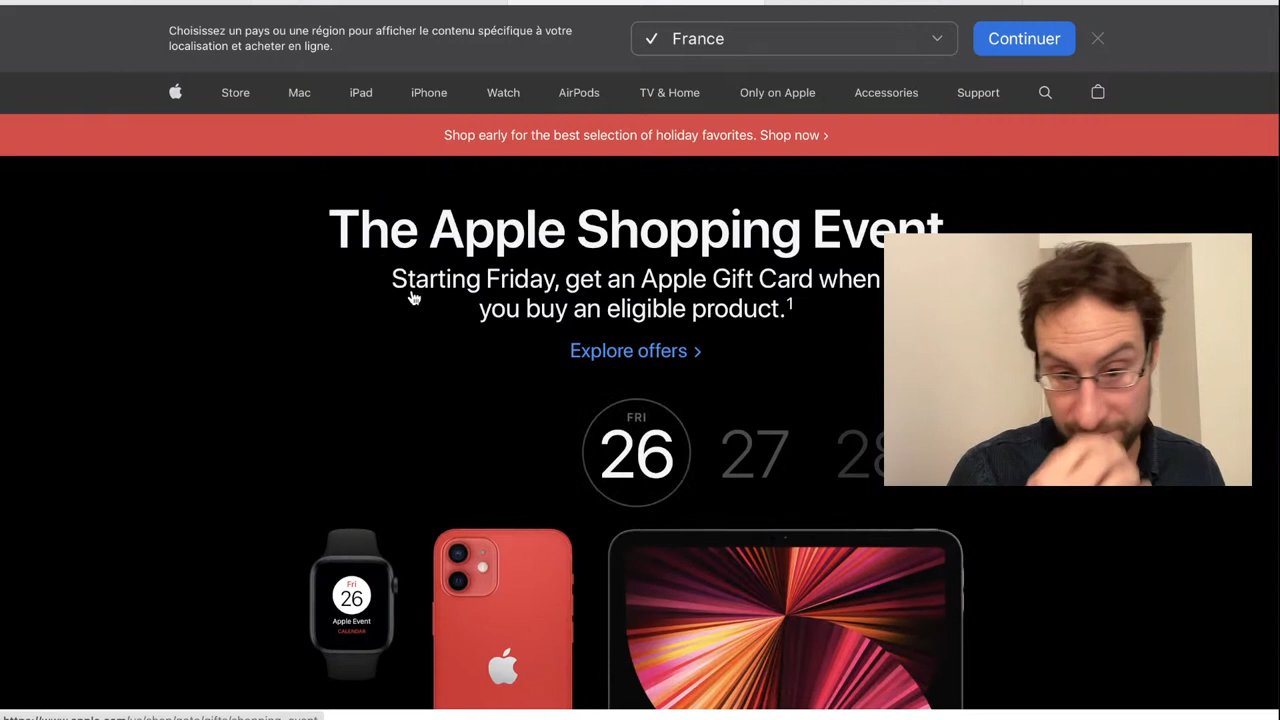 Choisissez un pays ou une région pour afficher le contenu spécifique à votre
localisation et acheter en ligne.
✓ France
Continuer
Store Mac iPad iPhone Watch AirPods TV & Home Only on Apple Accessories Support
Shop early for the best selection of holiday favorites. Shop now >
The Apple Shopping Event
Starting Friday, get an Apple Gift Card when
you buy an eligible product.¹
Explore offers >
FRI
26 27 28
Fri
26
Apple Event
CALENDAR